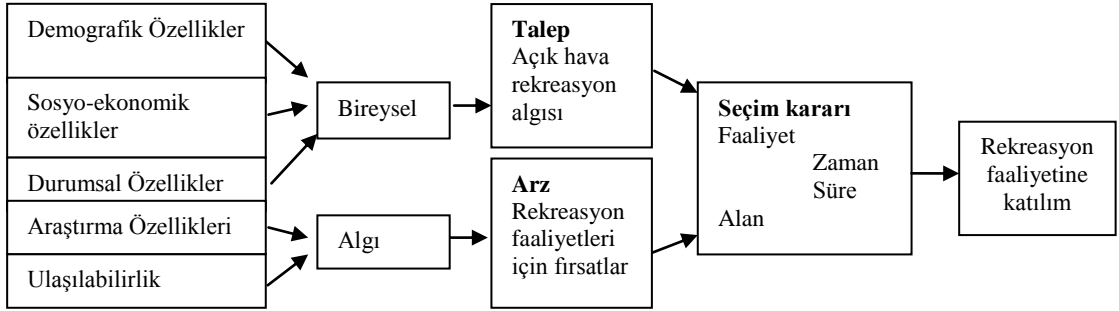 Demografik Özellikler
Sosyo-ekonomik
özellikler
Durumsal Özellikler
Araştırma Özellikleri
Ulaşılabilirlik
Bireysel
Algı
Talep
Açık hava
rekreasyon
algısı
Arz
Rekreasyon
faaliyetleri
için fırsatlar
Seçim kararı
Faaliyet
Zaman
Süre
Alan
Rekreasyon
faaliyetine
katılım